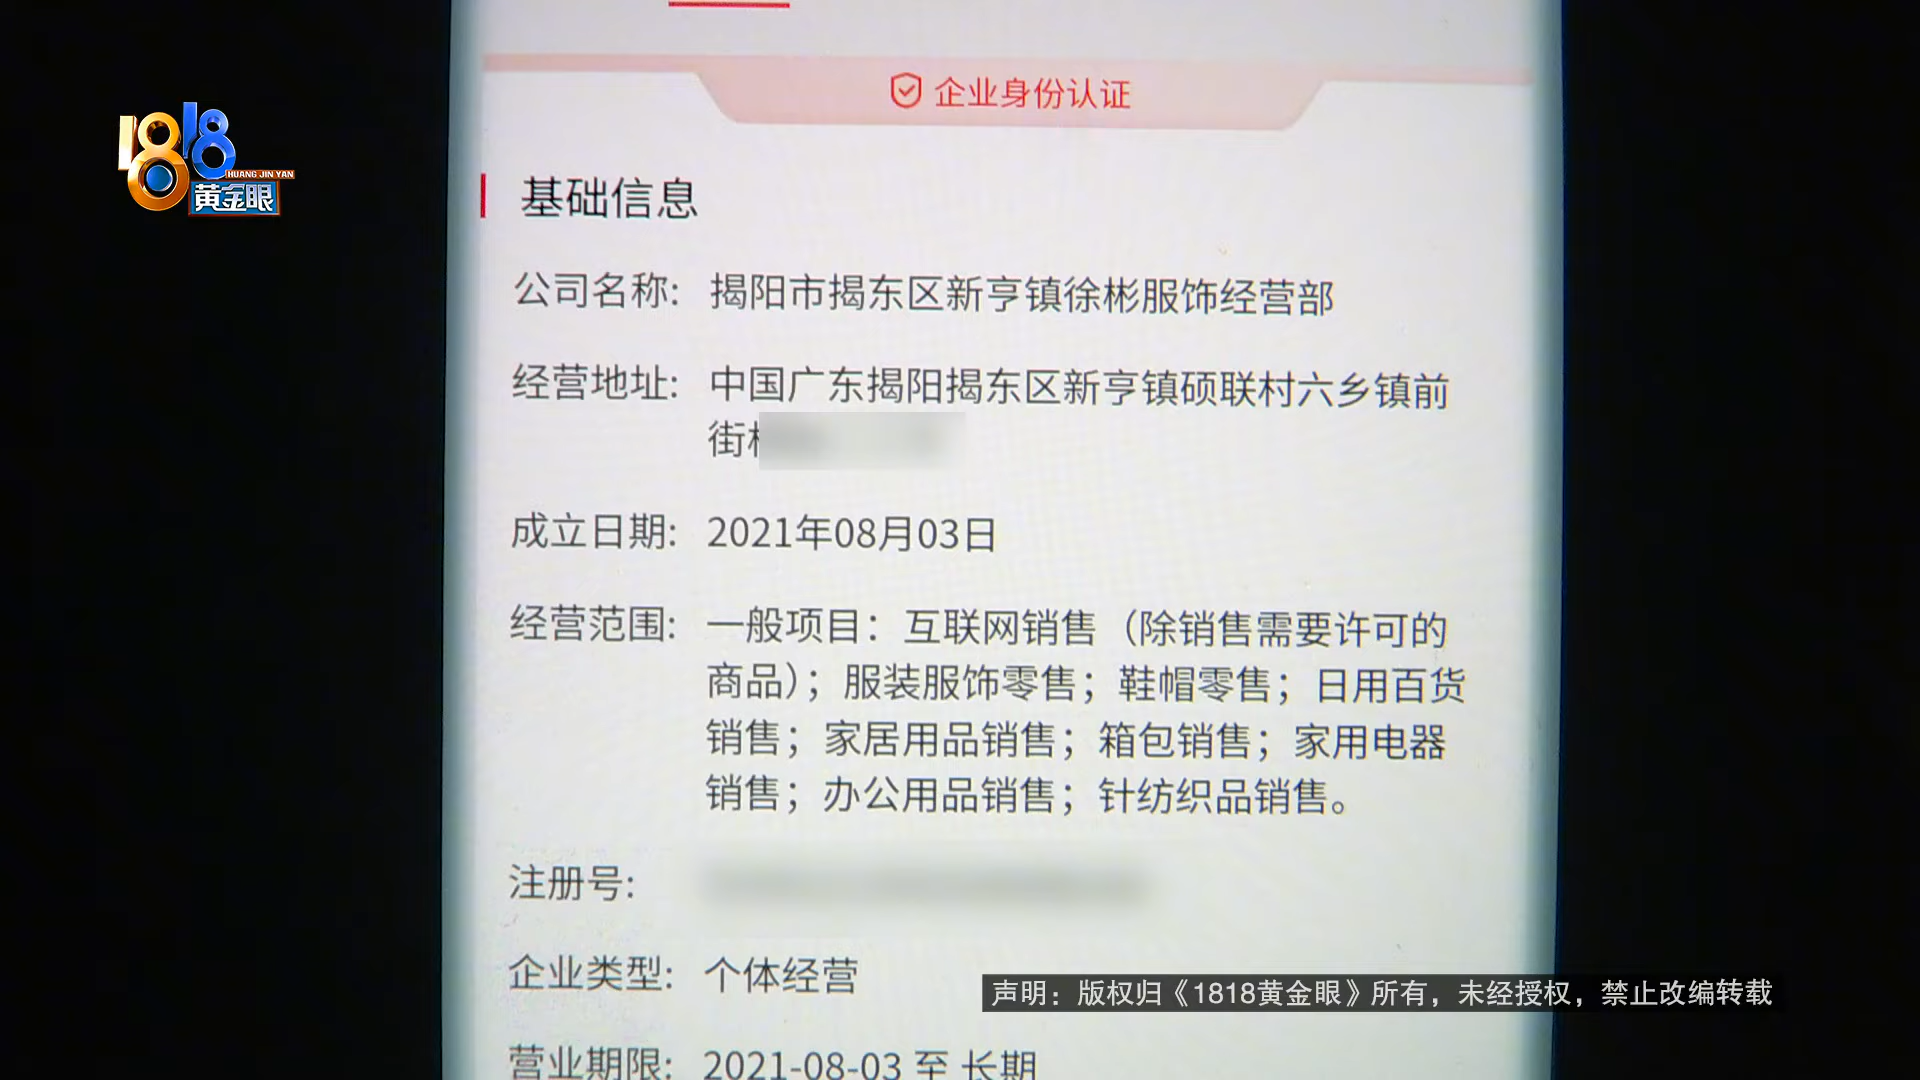 企业身份认证
1818
HUANG JIN YAN
黄金眼
基础信息
公司名称: 揭阳市揭东区新亨镇徐彬服饰经营部
经营地址: 中国广东揭阳揭东区新亨镇硕联村六乡镇前
街
成立日期: 2021年08月03日
经营范围: 一般项目：互联网销售（除销售需要许可的
商品）；服装服饰零售；鞋帽零售；日用百货
销售；家居用品销售；箱包销售；家用电器
销售；办公用品销售；针纺织品销售。
注册号:
企业类型: 个体经营
声明：版权归《1818黄金眼》所有，未经授权，禁止改编转载
营业期限: 2021-08-03 至 长期